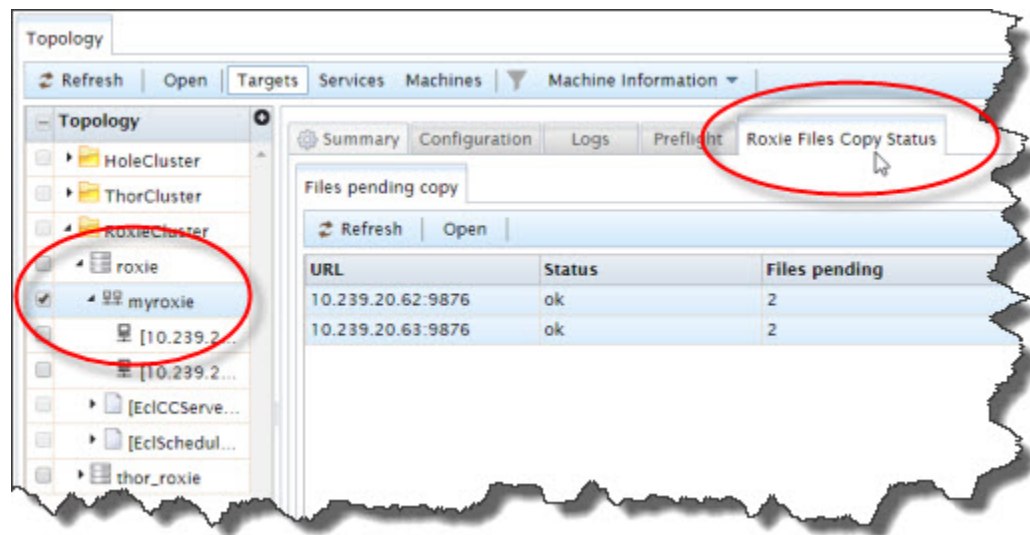 Topology
Refresh Open Targets Services Machines Machine Information
Topology
Summary Configuration Logs Preflight Roxie Files Copy Status
HoleCluster
ThorCluster
RoxieCluster
roxie
myroxie
[10.239.2...
[10.239.2...
[EclCCServe...
[EclSchedul...
thor_roxie
Files pending copy
Refresh Open
URL Status Files pending
10.239.20.62:9876 ok 2
10.239.20.63:9876 ok 2